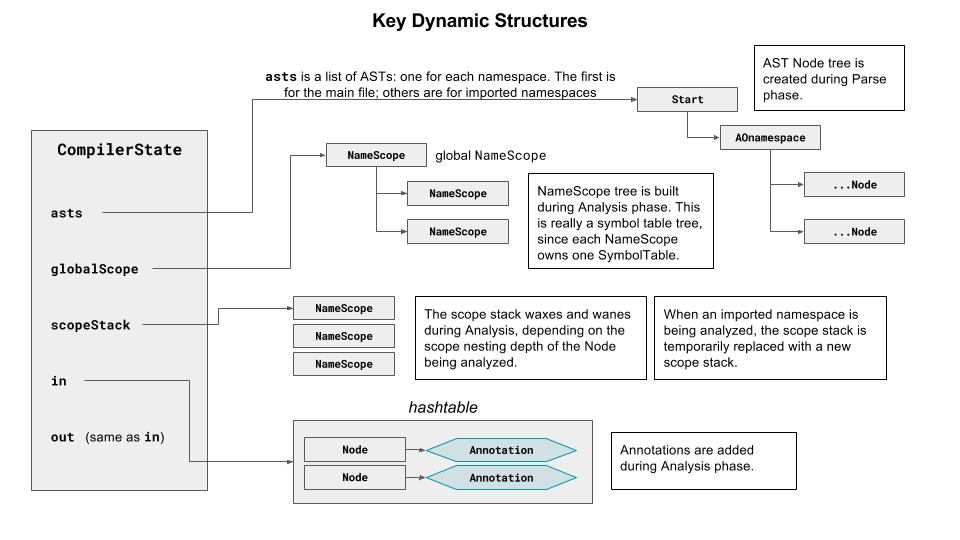 Key Dynamic Structures
asts is a list of ASTs: one for each namespace. The first is
for the main file; others are for imported namespaces
AST Node tree is
created during Parse
phase.
Start
AOnamespace
...Node
...Node
CompilerState
asts
globalScope
scopeStack
in
out (same as in)
NameScope
global NameScope
NameScope
NameScope
NameScope tree is built
during Analysis phase. This
is really a symbol table tree,
since each NameScope
owns one SymbolTable.
NameScope
NameScope
NameScope
The scope stack waxes and wanes
during Analysis, depending on the
scope nesting depth of the Node
being analyzed.
When an imported namespace is
being analyzed, the scope stack is
temporarily replaced with a new
scope stack.
hashtable
Node
Annotation
Node
Annotation
Annotations are added
during Analysis phase.